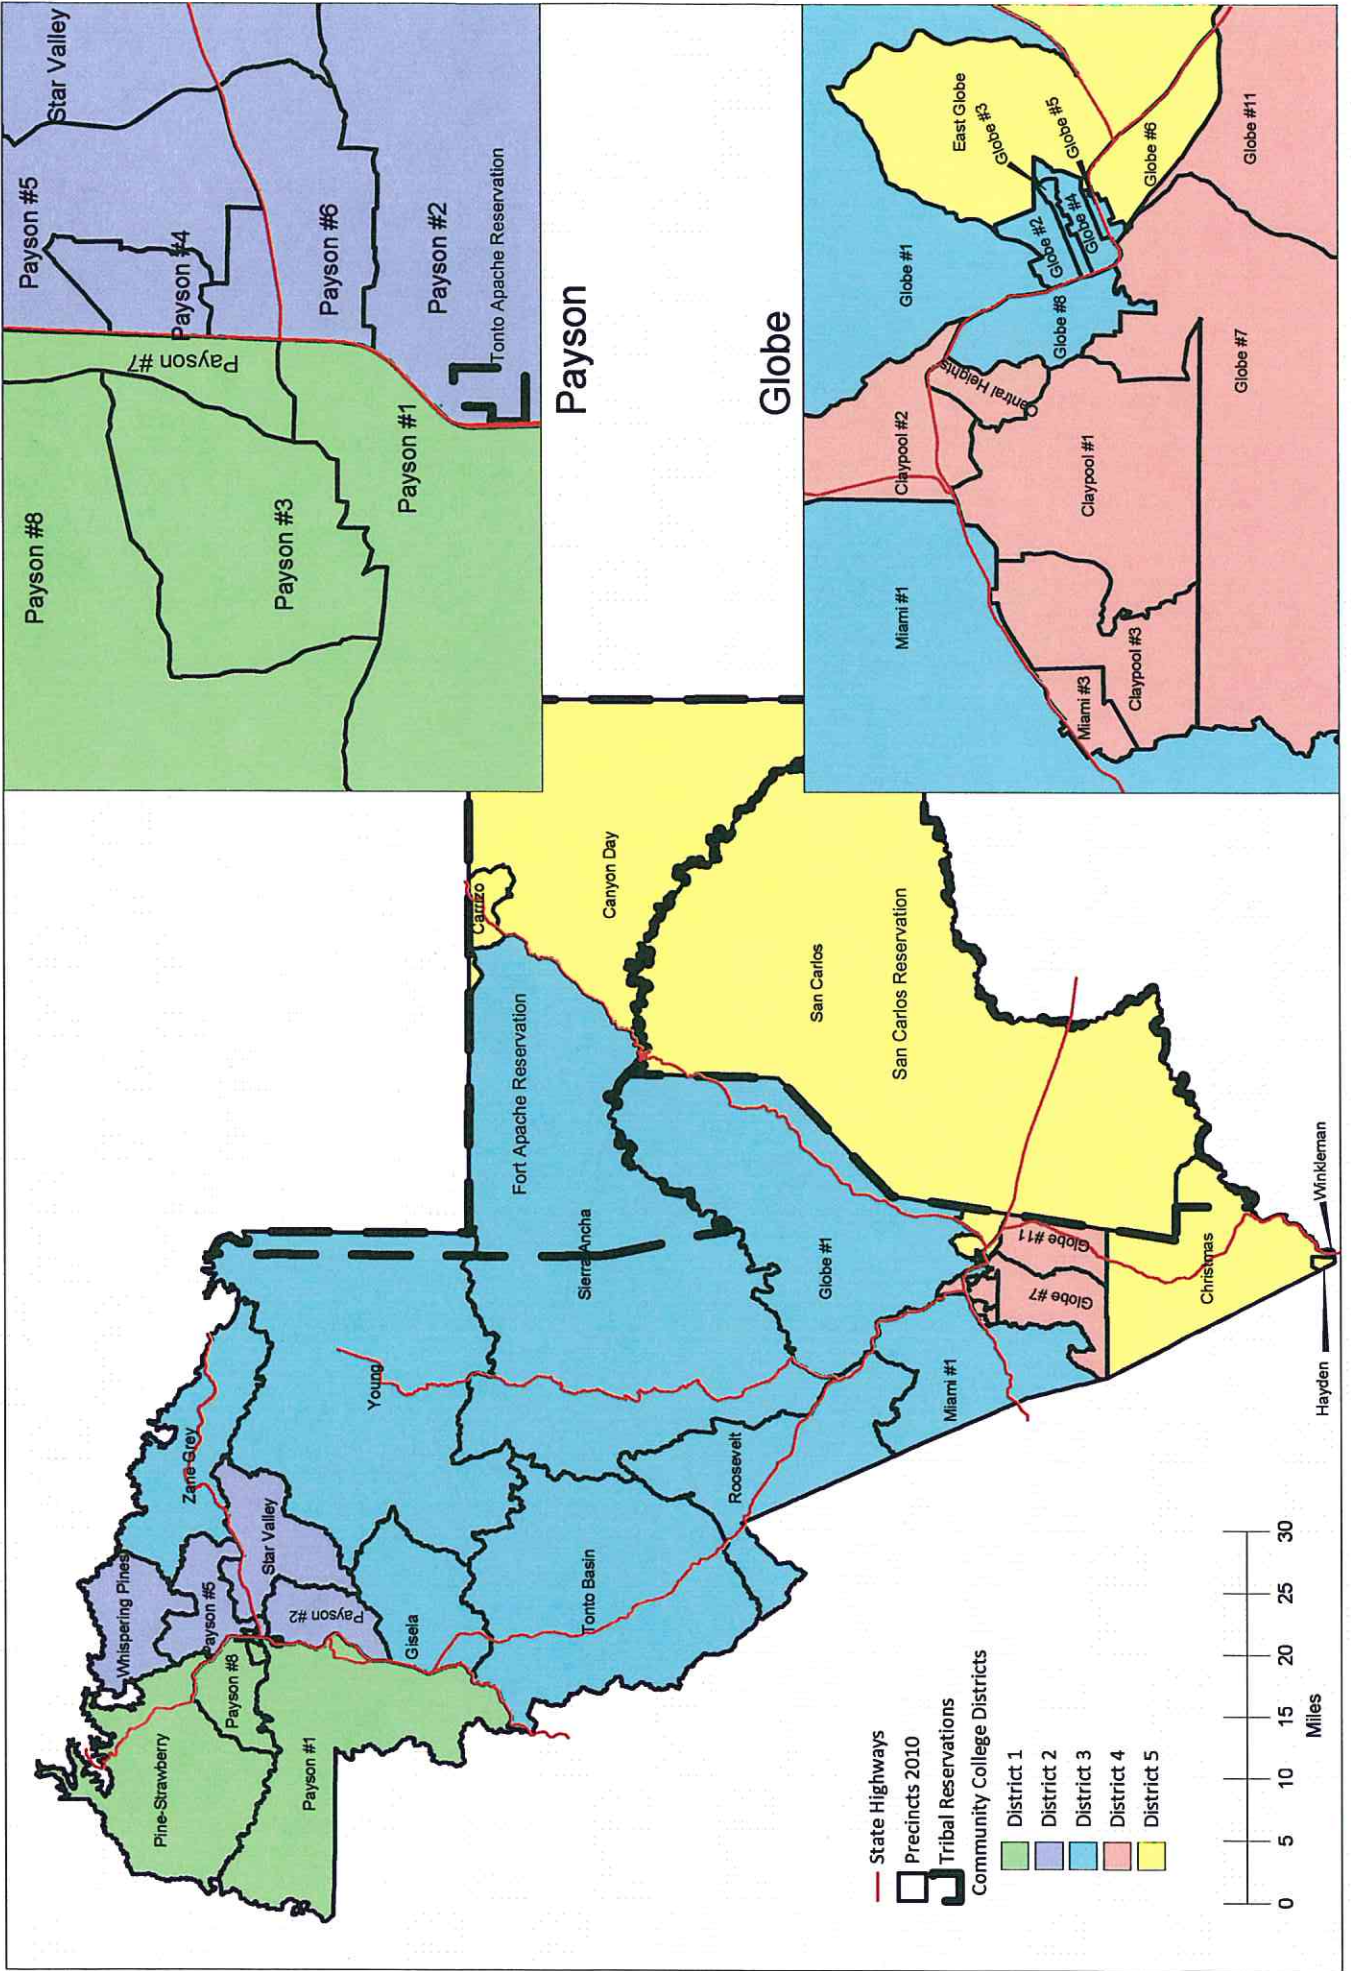 Pine-Strawberry
Whispering Pines
Zane Grey
Payson #8
Payson #5
Star Valley
Payson #1
Payson #2
Gisela
Young
Tonto Basin
Roosevelt
Sierra Ancha
Fort Apache Reservation
Carrizo
Canyon Day
Globe #1
Miami #1
San Carlos
San Carlos Reservation
Globe #7
Globe #11
Christmas
Hayden
Winkleman
State Highways
Precincts 2010
Tribal Reservations
Community College Districts
District 1
District 2
District 3
District 4
District 5
0 5 10 15 20 25 30
Miles
Payson #8
Payson #5
Star Valley
Payson #7
Payson #4
Payson #3
Payson #6
Payson #1
Payson #2
Tonto Apache Reservation
Payson
Globe
Miami #1
Claypool #2
Globe #1
East Globe
Globe #3
Globe #5
Central Heights
Globe #8
Globe #2
Globe #4
Globe #6
Miami #3
Claypool #3
Claypool #1
Globe #7
Globe #11